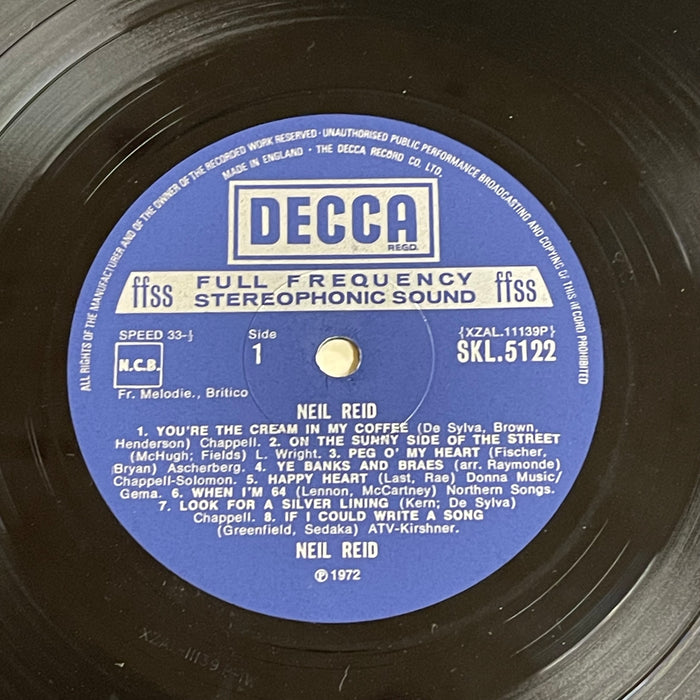 ALL RIGHTS OF THE MANUFACTURER AND OF THE OWNER OF THE RECORDED WORK RESERVED · UNAUTHORISED PUBLIC PERFORMANCE BROADCASTING AND COPYING OF THIS RECORD PROHIBITED
MADE IN ENGLAND · THE DECCA RECORD CO. LTD.
DECCA
REGD.
ffss FULL FREQUENCY STEREOPHONIC SOUND ffss
SPEED 33-⅓ Side {XZAL.11139P}
N.C.B. 1 SKL.5122
Fr. Melodie., Britico
NEIL REID
1. YOU'RE THE CREAM IN MY COFFEE (De Sylva, Brown,
Henderson) Chappell. 2. ON THE SUNNY SIDE OF THE STREET
(McHugh; Fields) L. Wright. 3. PEG O' MY HEART (Fischer,
Bryan) Ascherberg. 4. YE BANKS AND BRAES (arr. Raymonde)
Chappell-Solomon. 5. HAPPY HEART (Last, Rae) Donna Music/
Gema. 6. WHEN I'M 64 (Lennon, McCartney) Northern Songs.
7. LOOK FOR A SILVER LINING (Kern; De Sylva)
Chappell. 8. IF I COULD WRITE A SONG
(Greenfield, Sedaka) ATV-Kirshner.
NEIL REID
℗ 1972